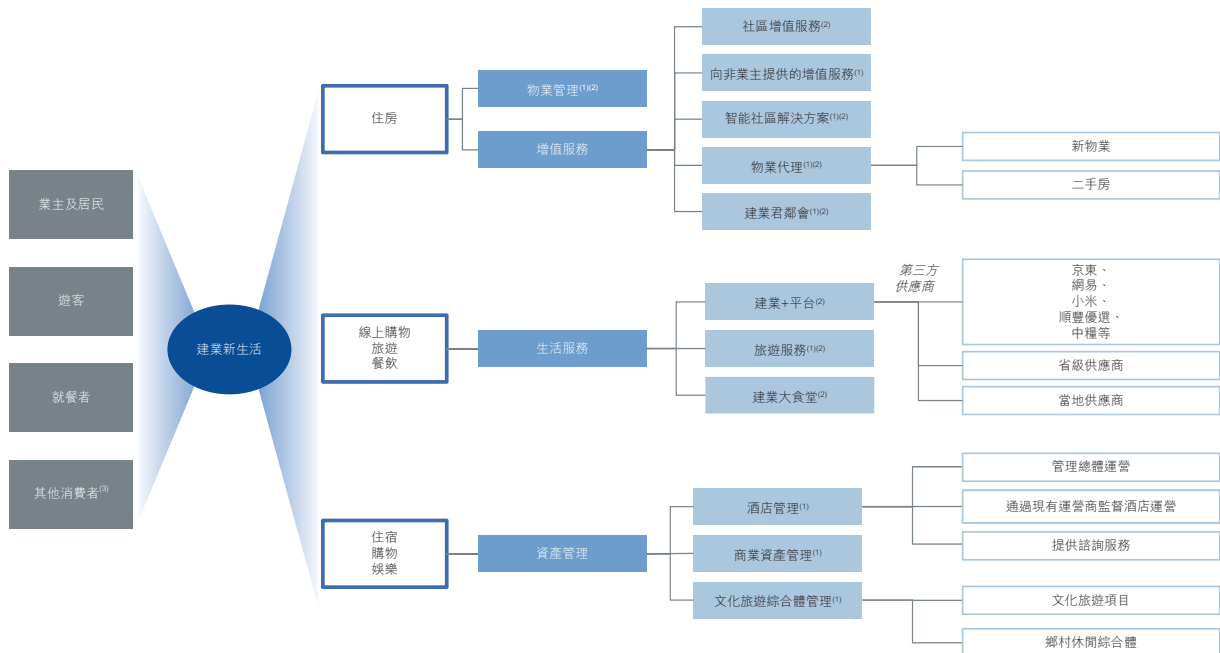 業主及居民
遊客
就餐者
其他消費者(3)
建業新生活
住房
物業管理(1)(2)
增值服務
社區增值服務(2)
向非業主提供的增值服務(1)
智能社區解決方案(1)(2)
物業代理(1)(2)
建業君鄰會(1)(2)
新物業
二手房
線上購物
旅遊
餐飲
生活服務
建業+平台(2)
旅遊服務(1)(2)
建業大食堂(2)
第三方
供應商
京東、
網易、
小米、
順豐優選、
中糧等
省級供應商
當地供應商
住宿
購物
娛樂
資產管理
酒店管理(1)
商業資產管理(1)
文化旅遊綜合體管理(1)
管理總體運營
通過現有運營商監督酒店運營
提供諮詢服務
文化旅遊項目
鄉村休閒綜合體